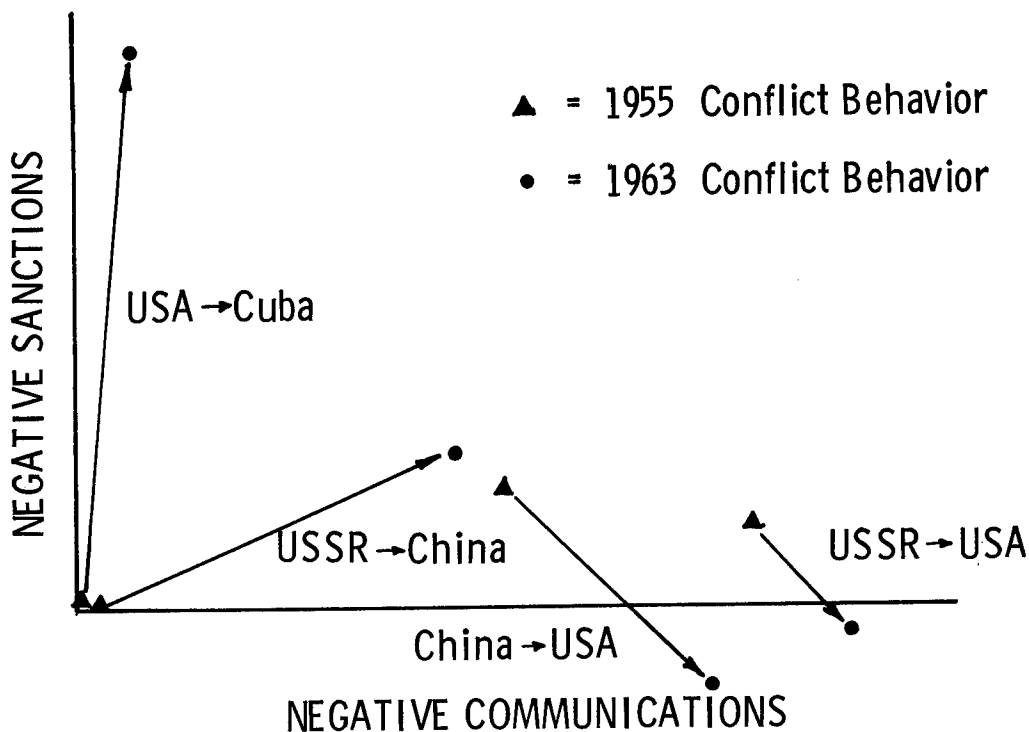 ▲ = 1955 Conflict Behavior
● = 1963 Conflict Behavior
NEGATIVE SANCTIONS
USA→Cuba
USSR→China
USSR→USA
China→USA
NEGATIVE COMMUNICATIONS